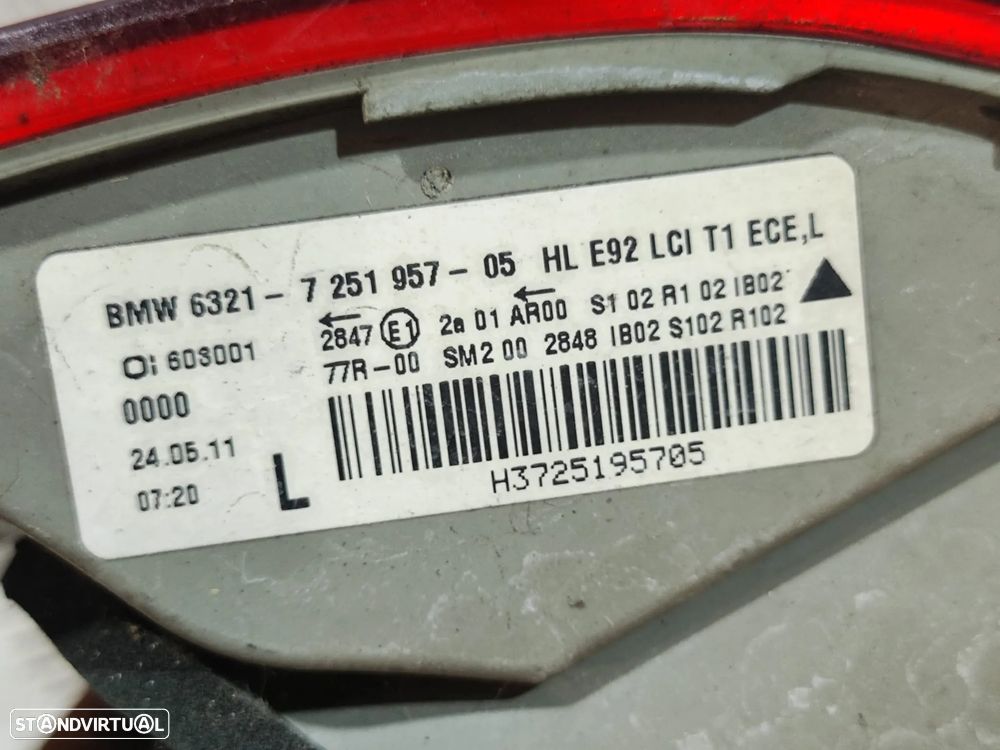 BMW 6321- 7 251 957- 05 HL E92 LCI T1 ECE,L
2847 E1 2a 01 AR00 S1 02 R1 02 IB02
77R-00 SM2 00 2848 IB02 S102 R102
603001
0000
24.05.11
07:20
L
H3725195705
STANDVIRTUAL